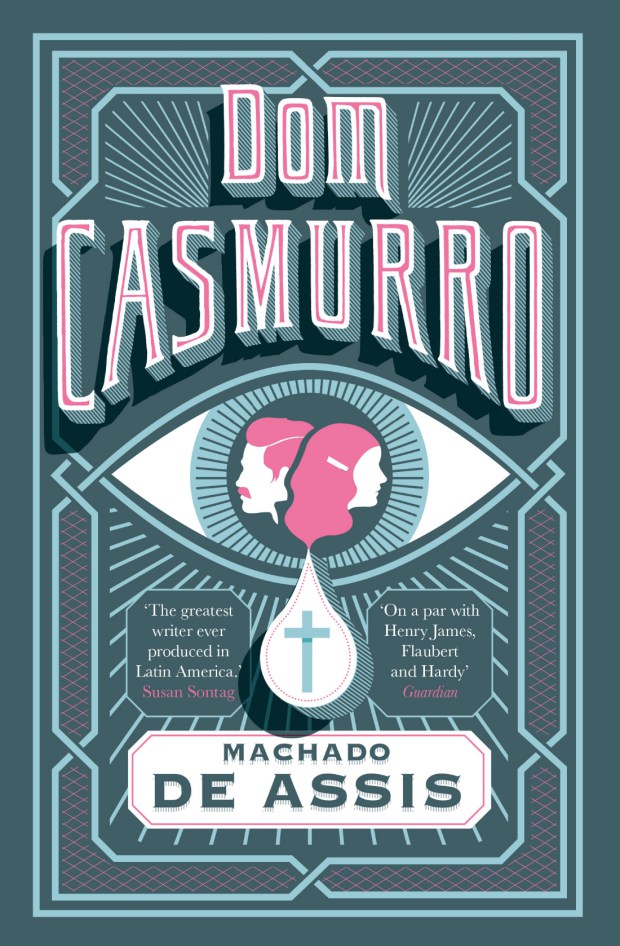 Dom
CASMURRO
‘The greatest
writer ever
produced in
Latin America.’
Susan Sontag
‘On a par with
Henry James,
Flaubert
and Hardy’
Guardian
MACHADO
DE ASSIS